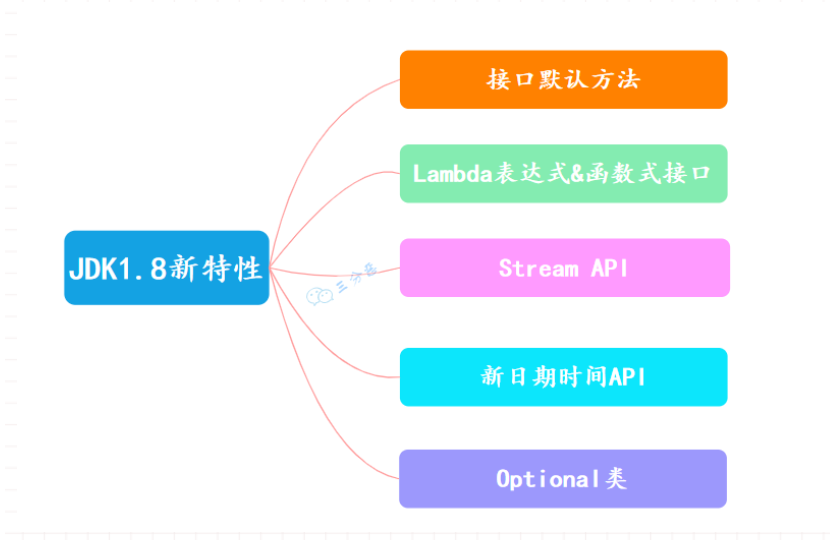 接口默认方法
Lambda表达式&函数式接口
JDK1.8新特性
Stream API
三分恶
新日期时间API
Optional类